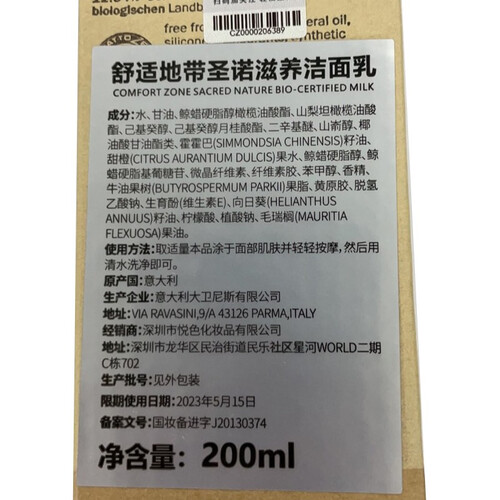 biologischen Landb
free from
eral oil,
silicon
nthetic
CZ0000206389
舒适地带圣诺滋养洁面乳
COMFORT ZONE SACRED NATURE BIO-CERTIFIED MILK
成分:水、甘油、鲸蜡硬脂醇橄榄油酸酯、山梨坦橄榄油酸
酯、己基癸醇、己基癸醇月桂酸酯、二辛基醚、山嵛醇、椰
油酸甘油酯类、霍霍巴(SIMMONDSIA CHINENSIS)籽油、
甜橙(CITRUS AURANTIUM DULCIS)果水、鲸蜡硬脂醇、鲸
蜡硬脂基葡糖苷、微晶纤维素、纤维素胶、苯甲醇、香精、
牛油果树(BUTYROSPERMUM PARKII)果脂、黄原胶、脱氢
乙酸钠、生育酚(维生素E)、向日葵(HELIANTHUS
ANNUUS)籽油、柠檬酸、植酸钠、毛瑞榈(MAURITIA
FLEXUOSA)果油。
使用方法:取适量本品涂于面部肌肤并轻轻按摩,然后用
清水洗净即可。
原产国:意大利
生产企业:意大利大卫尼斯有限公司
地址:VIA RAVASINI,9/A 43126 PARMA,ITALY
经销商:深圳市悦色化妆品有限公司
地址:深圳市龙华区民治街道民乐社区星河WORLD二期
C栋702
生产批号:见外包装
限期使用日期:2023年5月15日
备案文号:国妆备进字J20130374
净含量:200ml